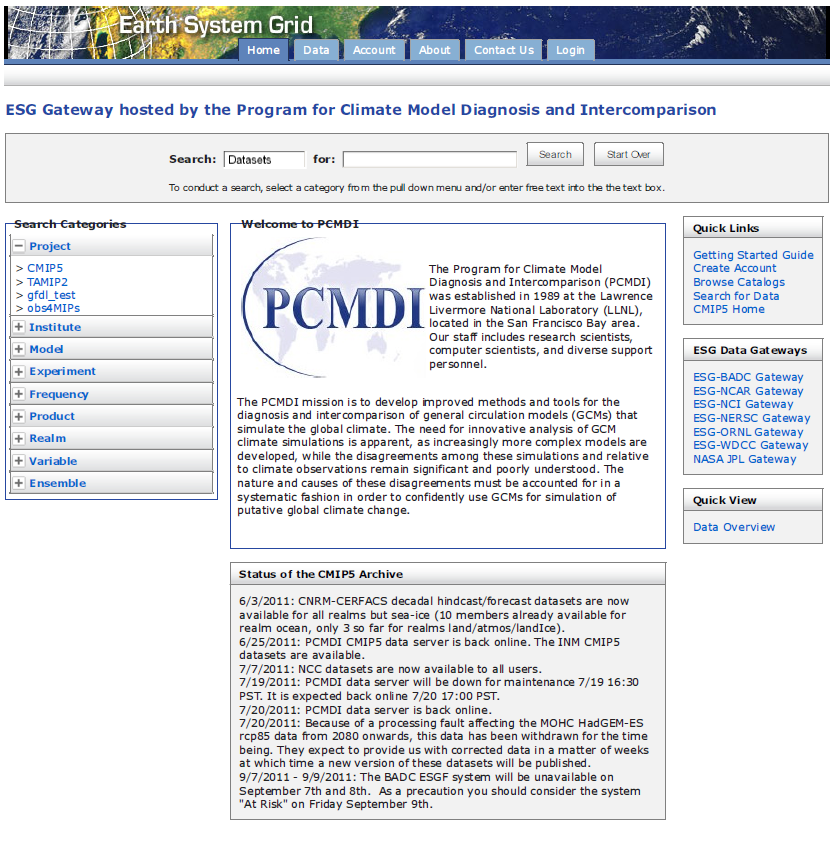 Earth System Grid
Home Data Account About Contact Us Login
ESG Gateway hosted by the Program for Climate Model Diagnosis and Intercomparison
Search: Datasets for: Search Start Over
To conduct a search, select a category from the pull down menu and/or enter free text into the the text box.
Search Categories
Project
> CMIP5
> TAMIP2
> gfdl_test
> obs4MIPs
Institute
Model
Experiment
Frequency
Product
Realm
Variable
Ensemble
Welcome to PCMDI
PCMDI
The Program for Climate Model
Diagnosis and Intercomparison (PCMDI)
was established in 1989 at the Lawrence
Livermore National Laboratory (LLNL),
located in the San Francisco Bay area.
Our staff includes research scientists,
computer scientists, and diverse support
personnel.
The PCMDI mission is to develop improved methods and tools for the
diagnosis and intercomparison of general circulation models (GCMs) that
simulate the global climate. The need for innovative analysis of GCM
climate simulations is apparent, as increasingly more complex models are
developed, while the disagreements among these simulations and relative
to climate observations remain significant and poorly understood. The
nature and causes of these disagreements must be accounted for in a
systematic fashion in order to confidently use GCMs for simulation of
putative global climate change.
Status of the CMIP5 Archive
6/3/2011: CNRM-CERFACS decadal hindcast/forecast datasets are now
available for all realms but sea-ice (10 members already available for
realm ocean, only 3 so far for realms land/atmos/landIce).
6/25/2011: PCMDI CMIP5 data server is back online. The INM CMIP5
datasets are available.
7/7/2011: NCC datasets are now available to all users.
7/19/2011: PCMDI data server will be down for maintenance 7/19 16:30
PST. It is expected back online 7/20 17:00 PST.
7/20/2011: PCMDI data server is back online.
7/20/2011: Because of a processing fault affecting the MOHC HadGEM-ES
rcp85 data from 2080 onwards, this data has been withdrawn for the time
being. They expect to provide us with corrected data in a matter of weeks
at which time a new version of these datasets will be published.
9/7/2011 - 9/9/2011: The BADC ESGF system will be unavailable on
September 7th and 8th. As a precaution you should consider the system
"At Risk" on Friday September 9th.
Quick Links
Getting Started Guide
Create Account
Browse Catalogs
Search for Data
CMIP5 Home
ESG Data Gateways
ESG-BADC Gateway
ESG-NCAR Gateway
ESG-NCI Gateway
ESG-NERSC Gateway
ESG-ORNL Gateway
ESG-WDCC Gateway
NASA JPL Gateway
Quick View
Data Overview